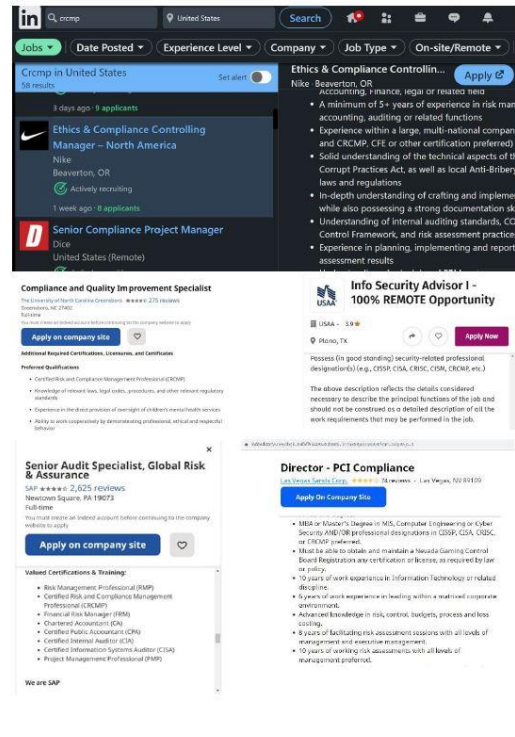 in
crcmp
United States
Search
Jobs
Date Posted
Experience Level
Company
Job Type
On-site/Remote
Crcmp in United States
58 results
Set alert
3 days ago · 9 applicants
Ethics & Compliance Controlling
Manager – North America
Nike
Beaverton, OR
Actively recruiting
1 week ago · 8 applicants
Senior Compliance Project Manager
Dice
United States (Remote)
Ethics & Compliance Controllin...
Apply
Nike · Beaverton, OR
Accounting, Finance, legal or related field
• A minimum of 5+ years of experience in risk man
accounting, auditing or related functions
• Experience within a large, multi-national compan
and CRCMP, CFE or other certification preferred)
• Solid understanding of the technical aspects of th
Corrupt Practices Act, as well as local Anti-Bribery
laws and regulations
• In-depth understanding of crafting and impleme
while also possessing a strong documentation sk
• Understanding of internal auditing standards, CO
Control Framework, and risk assessment practice
• Experience in planning, implementing and report
assessment results
Compliance and Quality Improvement Specialist
The University of North Carolina Greensboro 275 reviews
Greensboro, NC 27402
Full-time
You must create an Indeed account before continuing to the company website to apply
Apply on company site
Additional Required Certifications, Licensures, and Certificates
Preferred Qualifications
• Certified Risk and Compliance Management Professional (CRCMP)
• Knowledge of relevant laws, legal codes, procedures, and other relevant regulatory
standards
• Experience in the direct provision of oversight of children's mental health services
• Ability to work cooperatively by demonstrating professional, ethical and respectful
behavior
USAA
Info Security Advisor I -
100% REMOTE Opportunity
USAA - 3.9
Plano, TX
Apply Now
Possess (in good standing) security-related professional
designation(s) (e.g., CISSP, CISA, CRISC, CISM, CRCMP, etc.)
The above description reflects the details considered
necessary to describe the principal functions of the job and
should not be construed as a detailed description of all the
work requirements that may be performed in the job.
Senior Audit Specialist, Global Risk
& Assurance
SAP 2,625 reviews
Newtown Square, PA 19073
Full-time
You must create an Indeed account before continuing to the company
website to apply
Apply on company site
Valued Certifications & Training:
• Risk Management Professional (RMP)
• Certified Risk and Compliance Management
Professional (CRCMP)
• Financial Risk Manager (FRM)
• Chartered Accountant (CA)
• Certified Public Accountant (CPA)
• Certified Internal Auditor (CIA)
• Certified Information Systems Auditor (CISA)
• Project Management Professional (PMP)
We are SAP
Director - PCI Compliance
Las Vegas Sands Corp. 74 reviews - Las Vegas, NV 89109
Apply On Company Site
• MBA or Master's Degree in MIS, Computer Engineering or Cyber
Security AND/OR professional designations in CISSP, CISA, CRISC,
or CRCMP preferred.
• Must be able to obtain and maintain a Nevada Gaming Control
Board Registration any certification or license, as required by law
or policy.
• 10 years of work experience in Information Technology or related
discipline.
• 6 years of work experience in leading within a matrixed corporate
environment.
• Advanced knowledge in risk, control, budgets, process and loss
costing.
• 8 years of facilitating risk assessment sessions with all levels of
management and executive management.
• 10 years of working risk assessments with all levels of
management preferred.